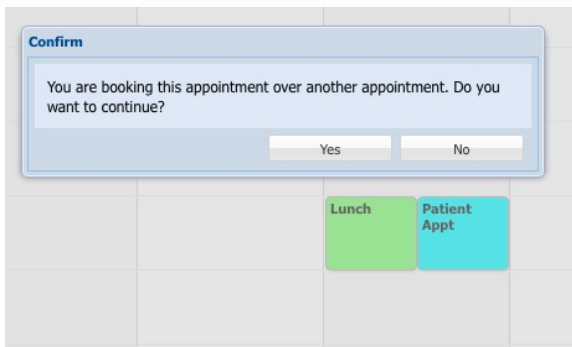 Confirm
You are booking this appointment over another appointment. Do you
want to continue?
Yes
No
Lunch
Patient
Appt